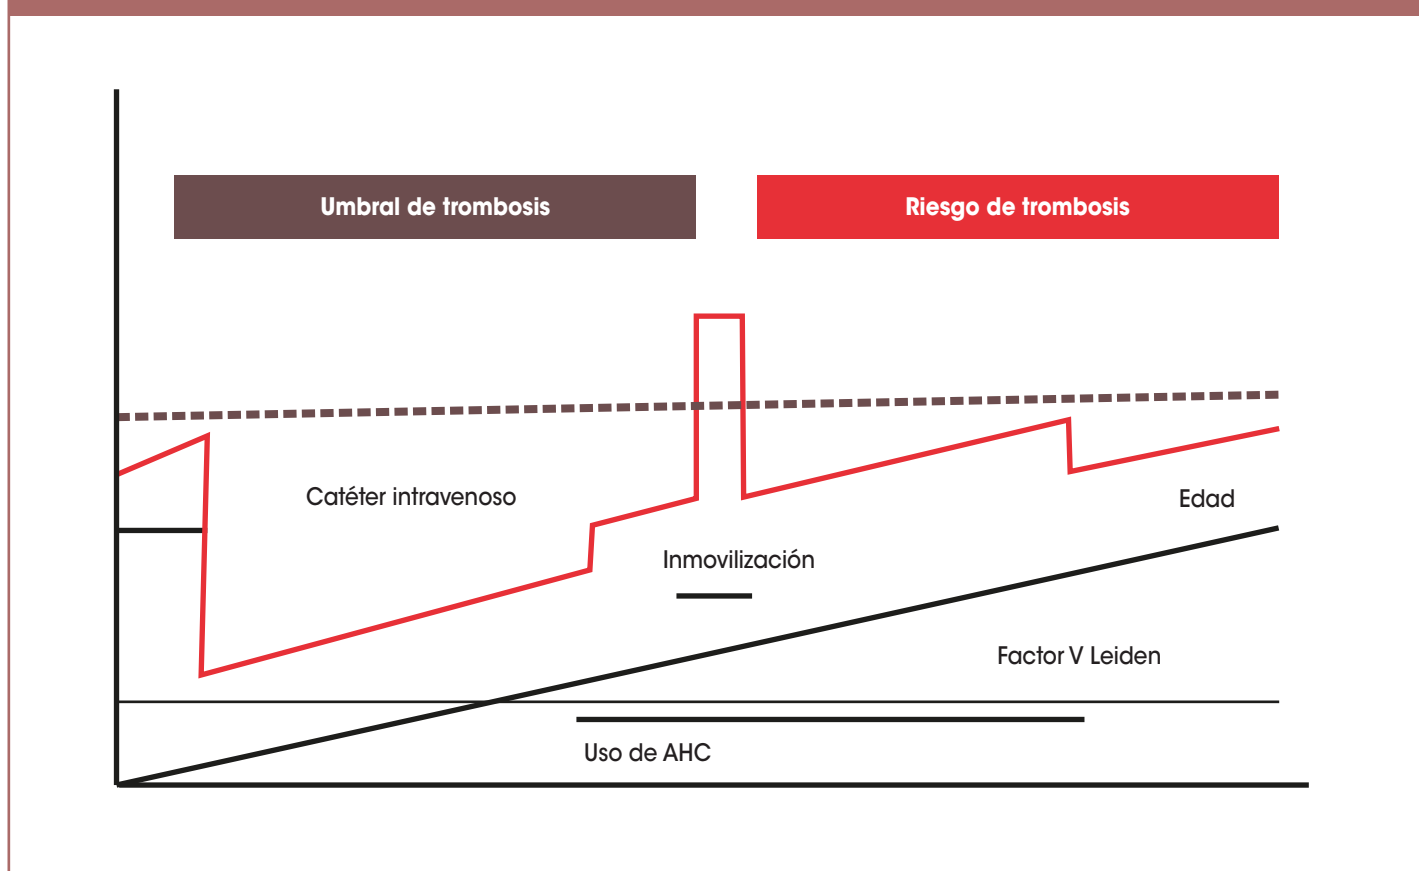 Umbral de trombosis
Riesgo de trombosis
Catéter intravenoso
Edad
Inmovilización
Factor V Leiden
Uso de AHC